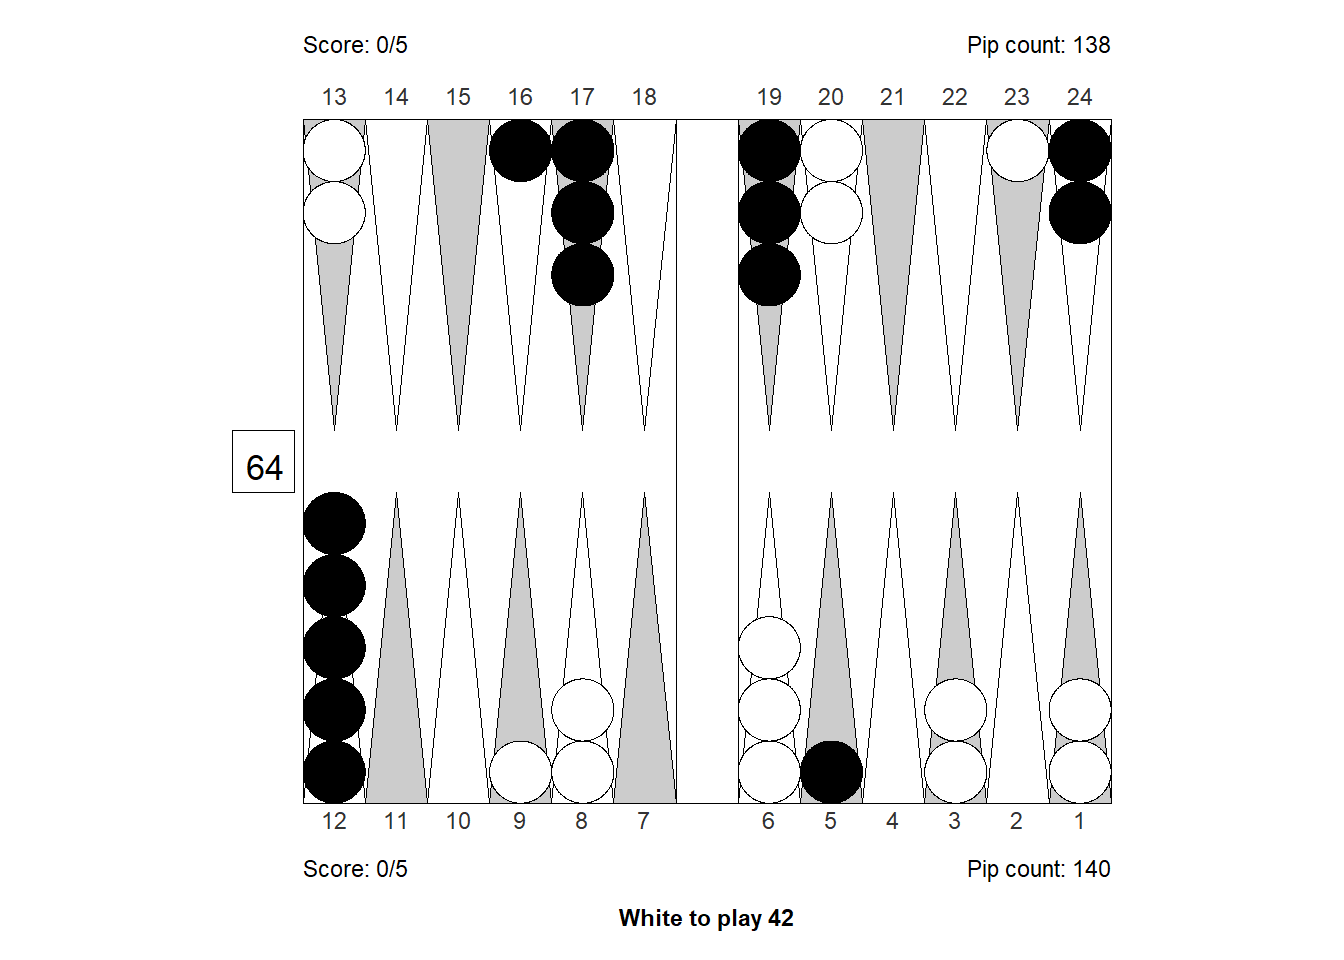 Score: 0/5 Pip count: 138
13 14 15 16 17 18 19 20 21 22 23 24
64
12 11 10 9 8 7 6 5 4 3 2 1
Score: 0/5 Pip count: 140
White to play 42